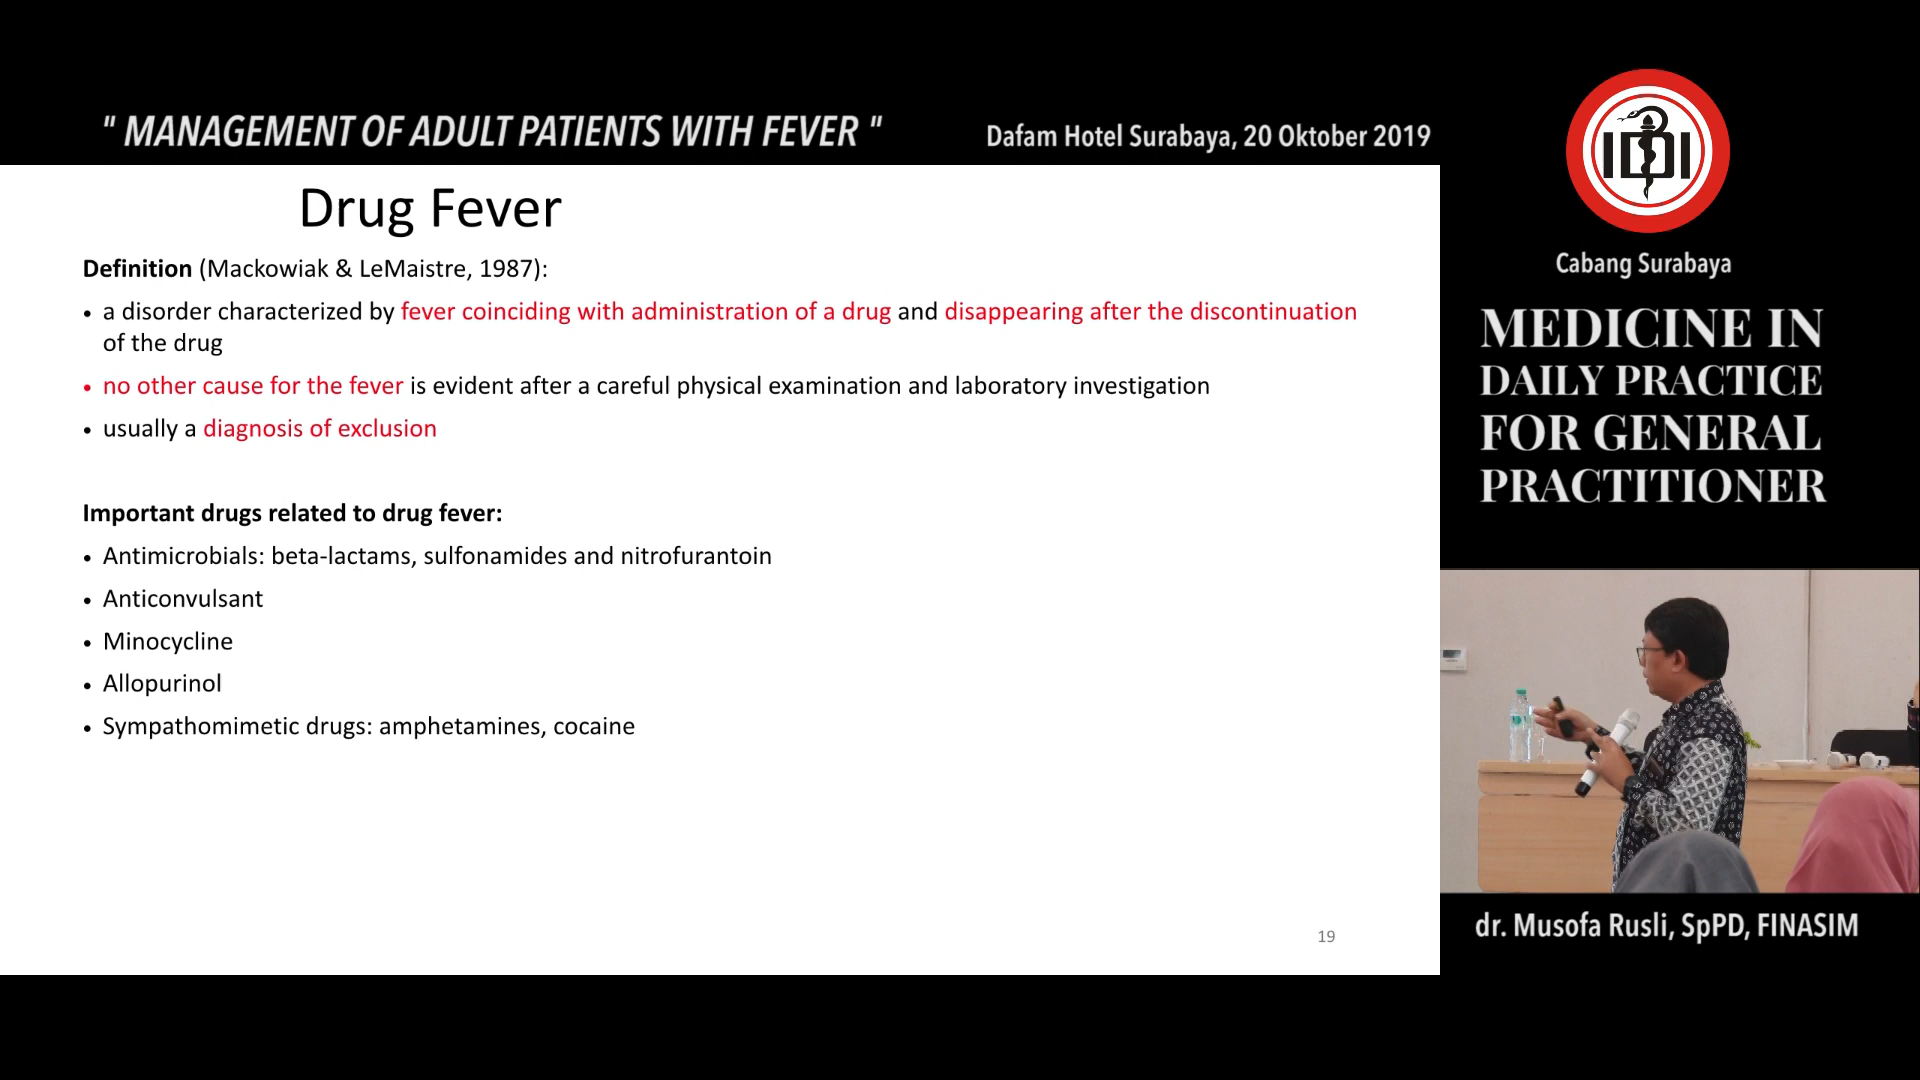 " MANAGEMENT OF ADULT PATIENTS WITH FEVER "
Dafam Hotel Surabaya, 20 Oktober 2019
IDI
Cabang Surabaya
MEDICINE IN
DAILY PRACTICE
FOR GENERAL
PRACTITIONER
Drug Fever
Definition (Mackowiak & LeMaistre, 1987):
• a disorder characterized by fever coinciding with administration of a drug and disappearing after the discontinuation
of the drug
• no other cause for the fever is evident after a careful physical examination and laboratory investigation
• usually a diagnosis of exclusion
Important drugs related to drug fever:
• Antimicrobials: beta-lactams, sulfonamides and nitrofurantoin
• Anticonvulsant
• Minocycline
• Allopurinol
• Sympathomimetic drugs: amphetamines, cocaine
19
dr. Musofa Rusli, SpPD, FINASIM